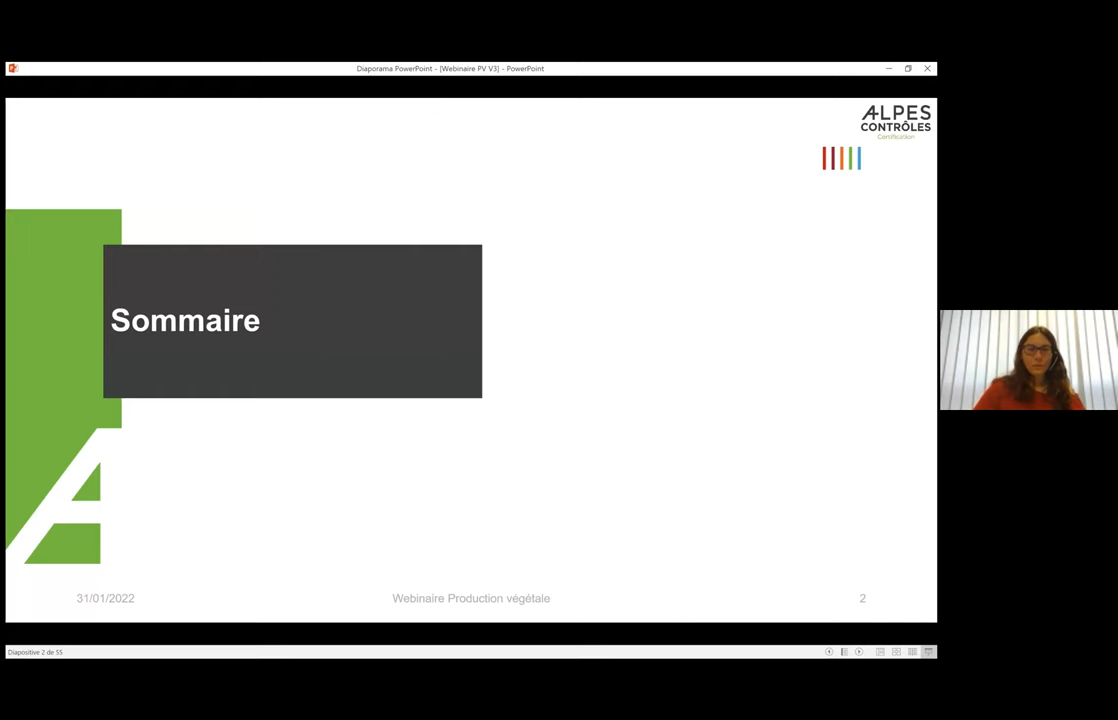 Diaporama PowerPoint - [Webinaire PV V3] - PowerPoint
ALPES
CONTRÔLES
Certification
Sommaire
31/01/2022
Webinaire Production végétale
2
Diapositive 2 de 55